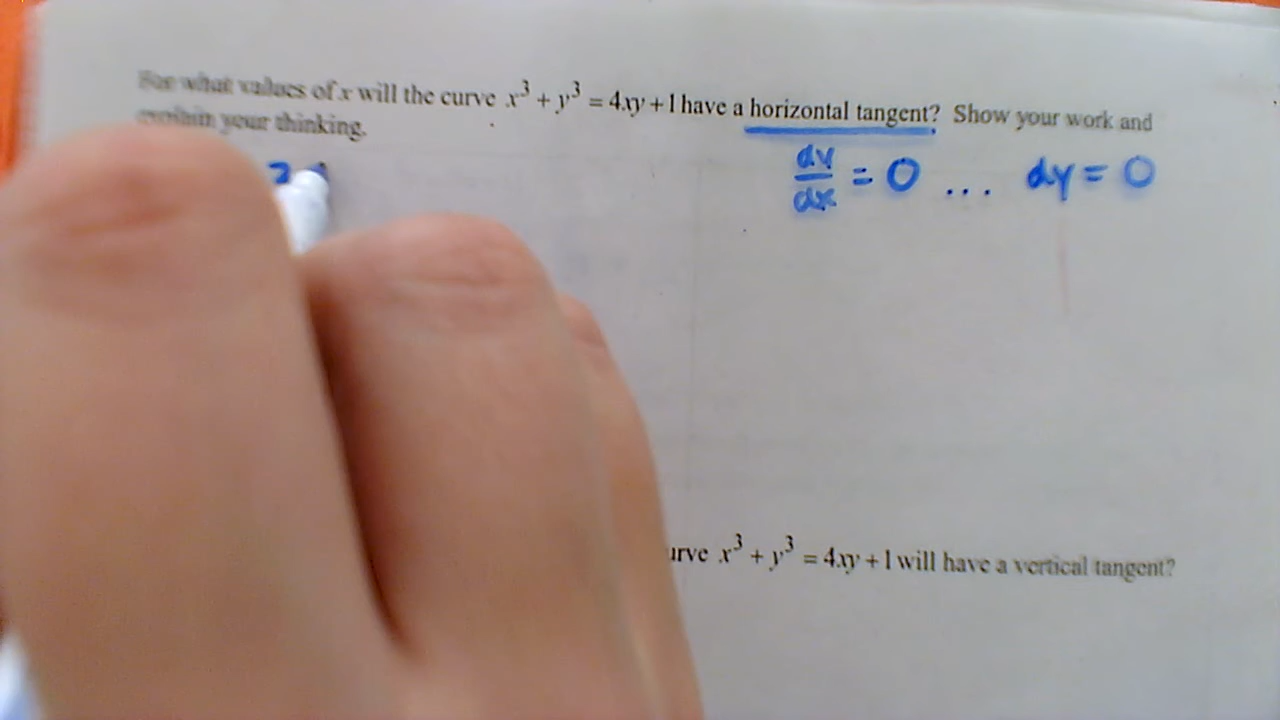 For what values of x will the curve x³ + y³ = 4xy + 1 have a horizontal tangent? Show your work and
explain your thinking.
dy/dx = 0 ... dy = 0
urve x³ + y³ = 4xy + 1 will have a vertical tangent?